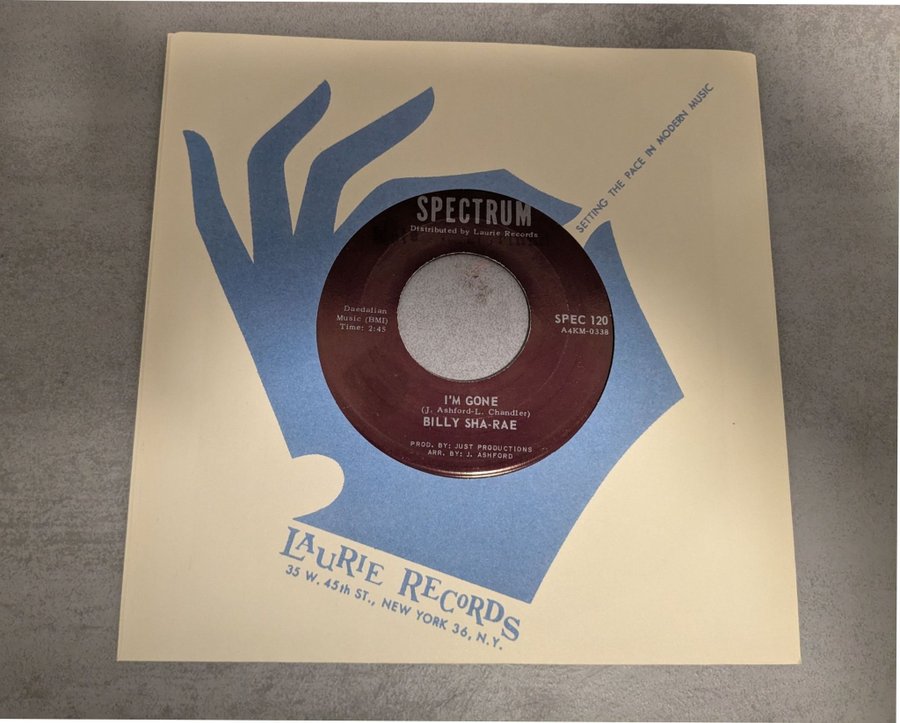 SETTING THE PACE IN MODERN MUSIC
SPECTRUM
Distributed by Laurie Records
Daedalian
Music (BMI)
Time: 2:45
SPEC 120
A4KM-0338
I'M GONE
(J. Ashford-L. Chandler)
BILLY SHA-RAE
PROD. BY: JUST PRODUCTIONS
ARR. BY: J. ASHFORD
LAURIE RECORDS
35 W. 45th ST., NEW YORK 36, N.Y.